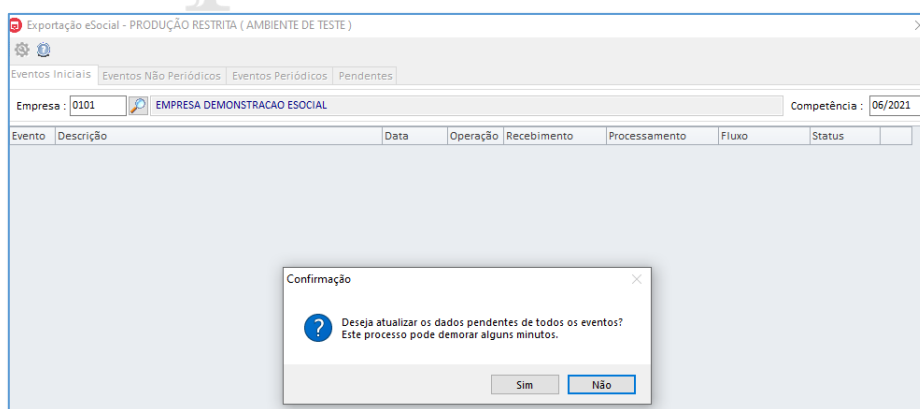 Exportação eSocial - PRODUÇÃO RESTRITA ( AMBIENTE DE TESTE )
Eventos Iniciais Eventos Não Periódicos Eventos Periódicos Pendentes
Empresa : 0101 EMPRESA DEMONSTRACAO ESOCIAL Competência : 06/2021
Evento Descrição Data Operação Recebimento Processamento Fluxo Status
Confirmação
Deseja atualizar os dados pendentes de todos os eventos?
Este processo pode demorar alguns minutos.
Sim Não